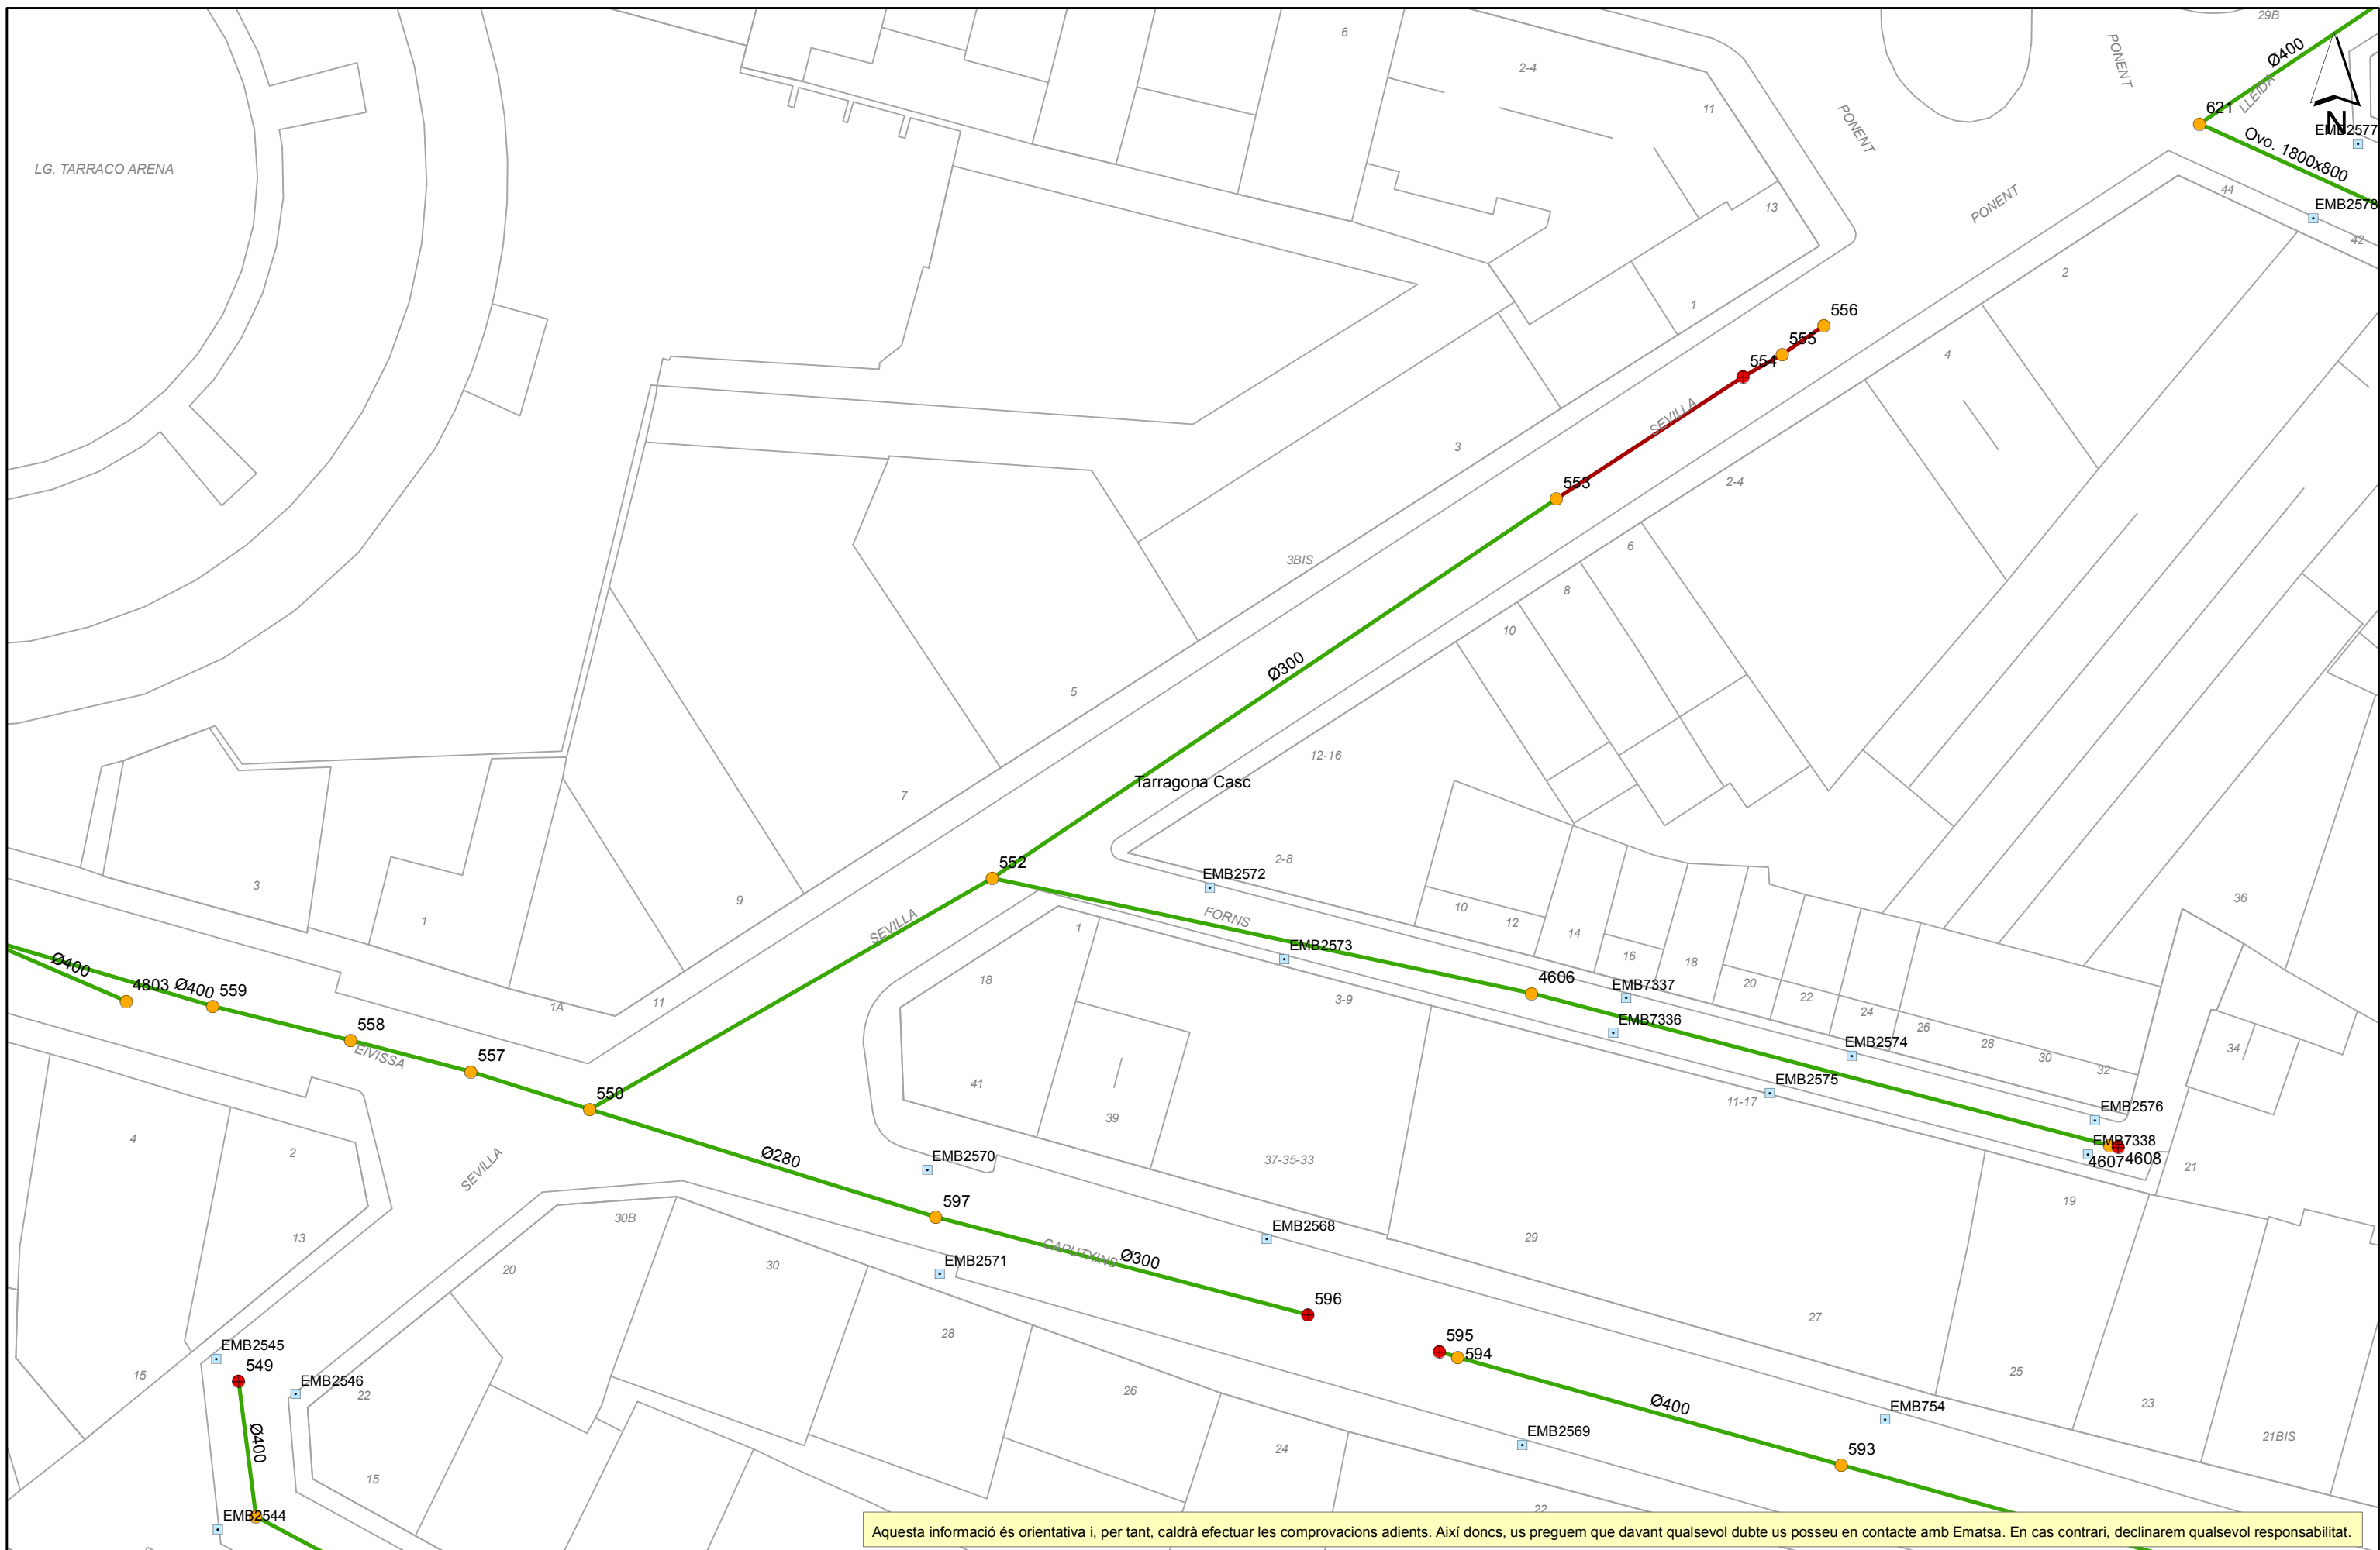 29B
6
PONENT
Ø400
2-4
LLEIDA
11
621
PONENT
N
EMB2577
Ovo. 1800x800
LG. TARRACO ARENA
44
PONENT
13
EMB2578
42
2
1
556
555
4
554
SEVILLA
3
553
2-4
6
3BIS
8
10
Ø300
5
12-16
Tarragona Casc
7
552
2-8
EMB2572
3
9
1
10
12
SEVILLA
FORNS
1
14
36
EMB2573
16
18
Ø400
18
4803
Ø400
559
20
22
4606
EMB7337
3-9
24
1A
11
558
26
EMB7336
28
34
30
EIVISSA
557
EMB2574
32
41
550
EMB2575
11-17
39
EMB2576
4
EMB7338
2
Ø280
EMB2570
37-35-33
4607
4608
21
SEVILLA
597
19
30B
13
EMB2568
29
CAPUTXINS
Ø300
20
30
EMB2571
596
27
28
595
EMB2545
594
549
15
EMB2546
22
26
25
Ø400
23
EMB754
EMB2569
21BIS
Ø400
24
593
15
22
EMB2544
Aquesta informació és orientativa i, per tant, caldrà efectuar les comprovacions adients. Així doncs, us preguem que davant qualsevol dubte us posseu en contacte amb Ematsa. En cas contrari, declinarem qualsevol responsabilitat.